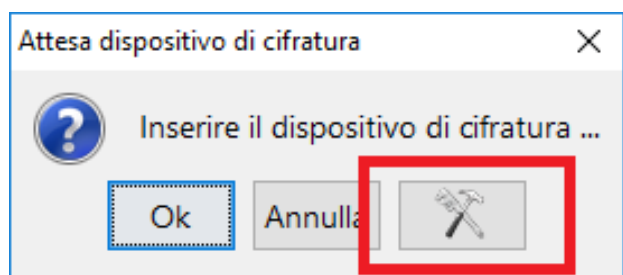 Attesa dispositivo di cifratura
Inserire il dispositivo di cifratura ...
Ok
Annulla